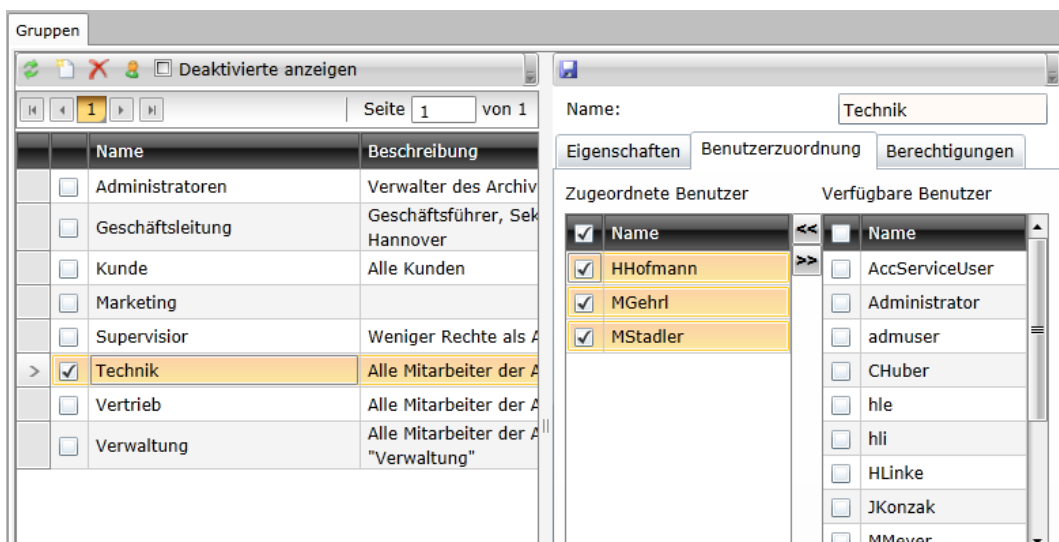 Gruppen
Deaktivierte anzeigen
1
Seite 1 von 1
Name Beschreibung
Administratoren Verwalter des Archiv
Geschäftsleitung Geschäftsführer, Sek
Hannover
Kunde Alle Kunden
Marketing
Supervisior Weniger Rechte als A
Technik Alle Mitarbeiter der A
Vertrieb Alle Mitarbeiter der A
Verwaltung Alle Mitarbeiter der A
"Verwaltung"
Name: Technik
Eigenschaften Benutzerzuordnung Berechtigungen
Zugeordnete Benutzer
Name
HHofmann
MGehrl
MStadler
<<
>>
Verfügbare Benutzer
Name
AccServiceUser
Administrator
admuser
CHuber
hle
hli
HLinke
JKonzak
MMeyer